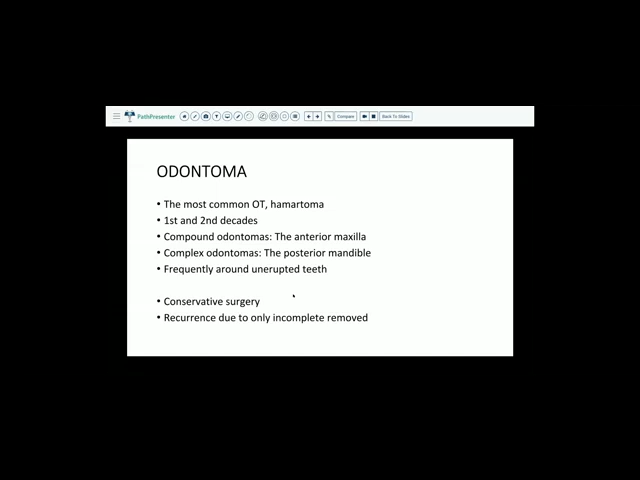 PathPresenter
Compare
Back To Slides
ODONTOMA
• The most common OT, hamartoma
• 1st and 2nd decades
• Compound odontomas: The anterior maxilla
• Complex odontomas: The posterior mandible
• Frequently around unerupted teeth
• Conservative surgery
• Recurrence due to only incomplete removed